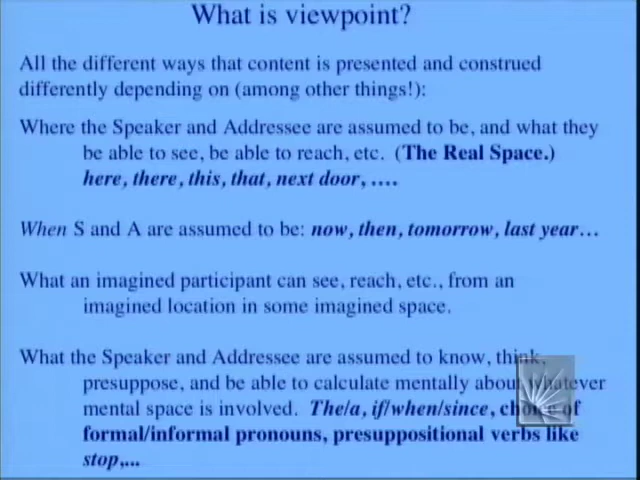 What is viewpoint?
All the different ways that content is presented and construed
differently depending on (among other things!):
Where the Speaker and Addressee are assumed to be, and what they
be able to see, be able to reach, etc. (The Real Space.)
here, there, this, that, next door, ….
When S and A are assumed to be: now, then, tomorrow, last year…
What an imagined participant can see, reach, etc., from an
imagined location in some imagined space.
What the Speaker and Addressee are assumed to know, think,
presuppose, and be able to calculate mentally about whatever
mental space is involved. The/a, if/when/since, choice of
formal/informal pronouns, presuppositional verbs like
stop,...